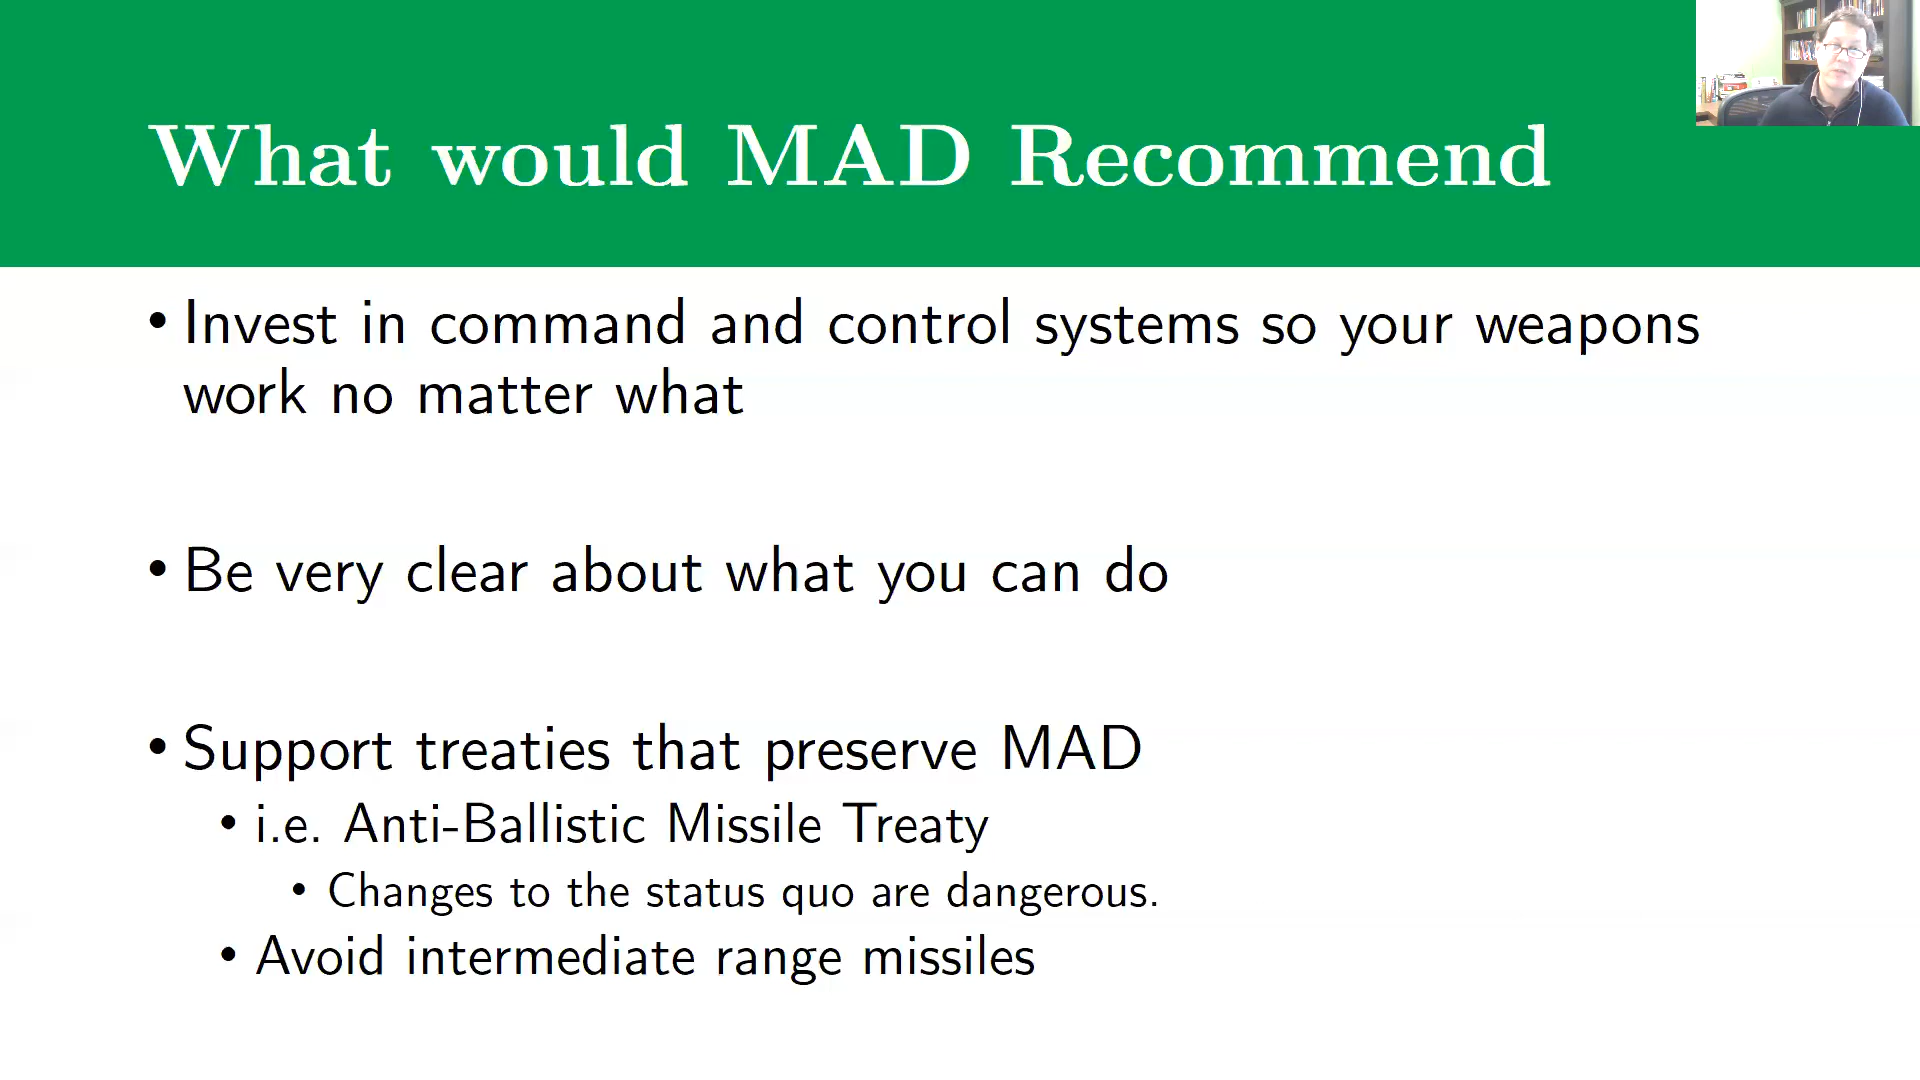 What would MAD Recommend
• Invest in command and control systems so your weapons
work no matter what
• Be very clear about what you can do
• Support treaties that preserve MAD
• i.e. Anti-Ballistic Missile Treaty
• Changes to the status quo are dangerous.
• Avoid intermediate range missiles